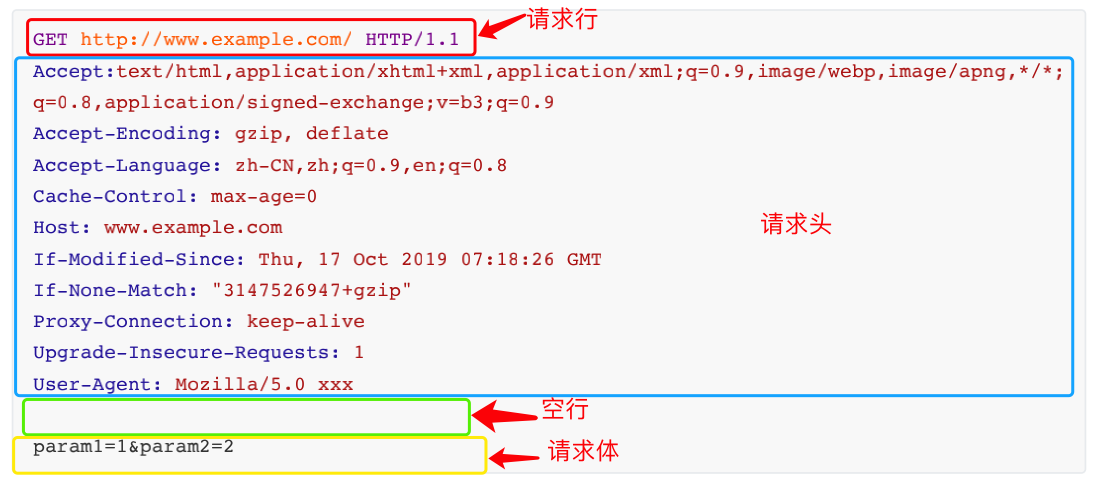 请求行
GET http://www.example.com/ HTTP/1.1
Accept:text/html,application/xhtml+xml,application/xml;q=0.9,image/webp,image/apng,*/*;
q=0.8,application/signed-exchange;v=b3;q=0.9
Accept-Encoding: gzip, deflate
Accept-Language: zh-CN,zh;q=0.9,en;q=0.8
Cache-Control: max-age=0
Host: www.example.com
请求头
If-Modified-Since: Thu, 17 Oct 2019 07:18:26 GMT
If-None-Match: "3147526947+gzip"
Proxy-Connection: keep-alive
Upgrade-Insecure-Requests: 1
User-Agent: Mozilla/5.0 xxx
空行
param1=1&param2=2
请求体